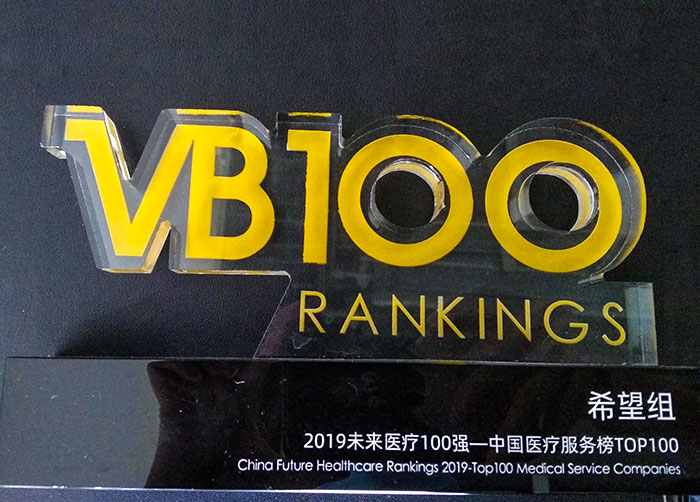 VB100
RANKINGS
希望组
2019未来医疗100强—中国医疗服务榜TOP100
China Future Healthcare Rankings 2019-Top100 Medical Service Companies